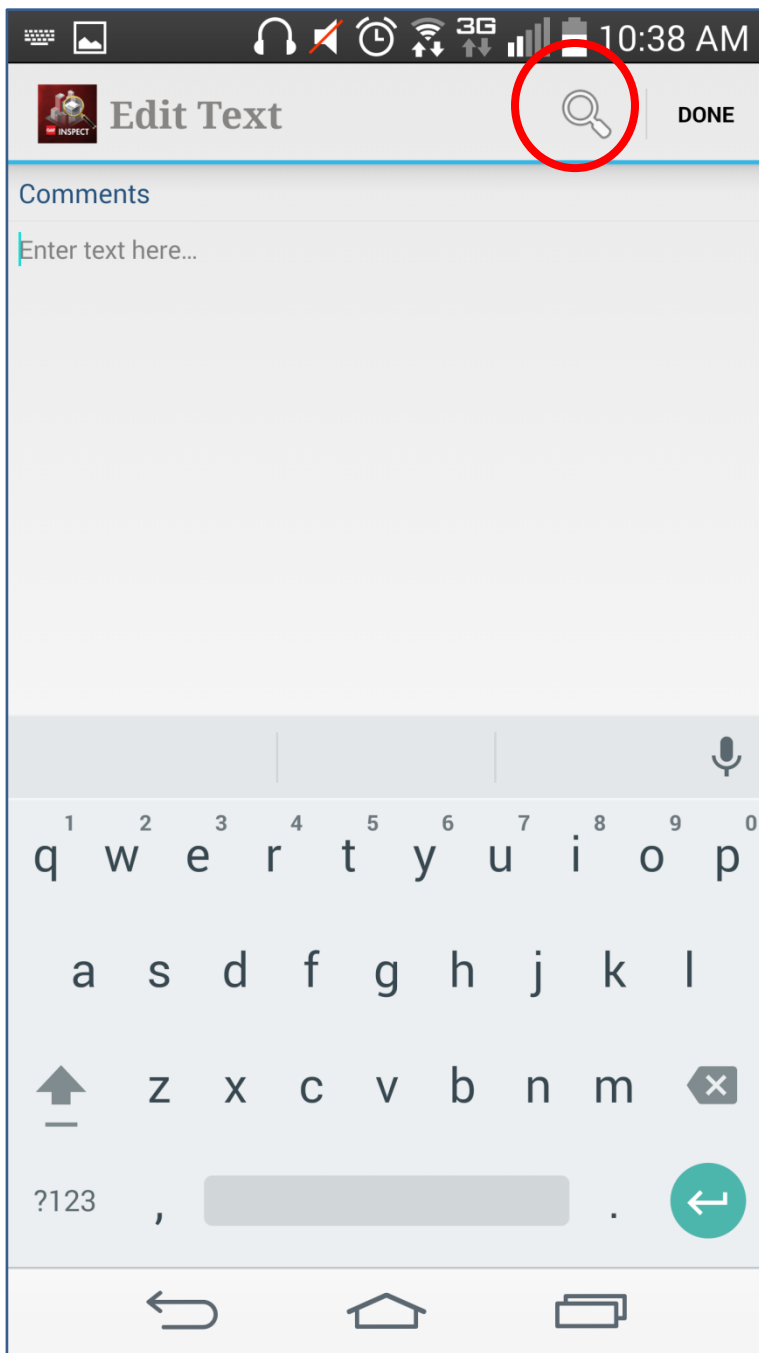 3G 10:38 AM
INSPECT Edit Text DONE
Comments
Enter text here...
1 2 3 4 5 6 7 8 9 0
q w e r t y u i o p
a s d f g h j k l
z x c v b n m
?123 , .